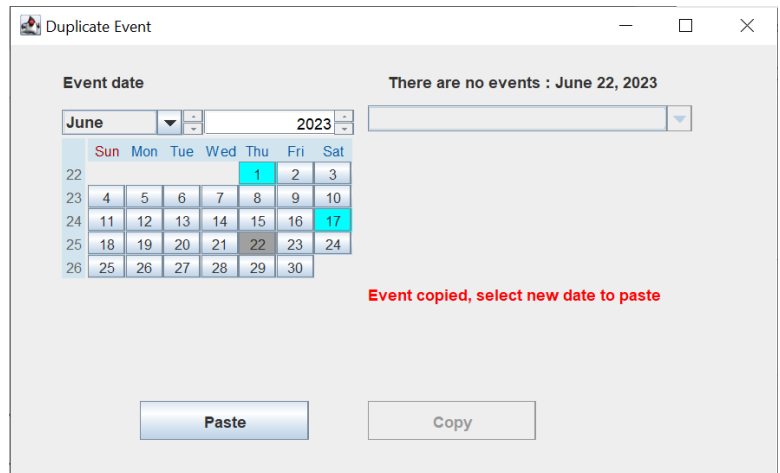 Duplicate Event
Event date
There are no events : June 22, 2023
June 2023
Sun Mon Tue Wed Thu Fri Sat
22 1 2 3
23 4 5 6 7 8 9 10
24 11 12 13 14 15 16 17
25 18 19 20 21 22 23 24
26 25 26 27 28 29 30
Event copied, select new date to paste
Paste Copy